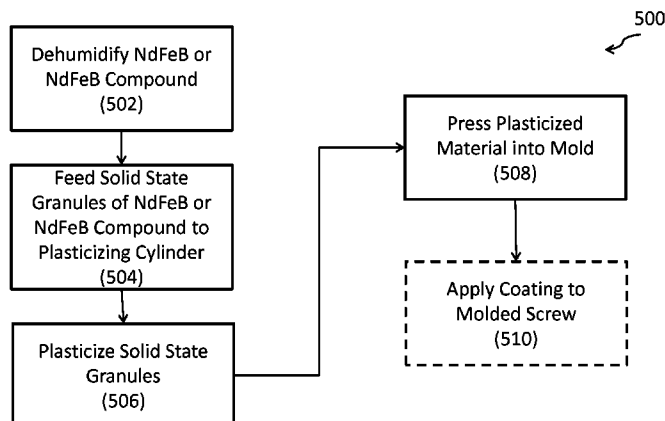 500
Dehumidify NdFeB or
NdFeB Compound
(502)
Feed Solid State
Granules of NdFeB or
NdFeB Compound to
Plasticizing Cylinder
(504)
Plasticize Solid State
Granules
(506)
Press Plasticized
Material into Mold
(508)
Apply Coating to
Molded Screw
(510)